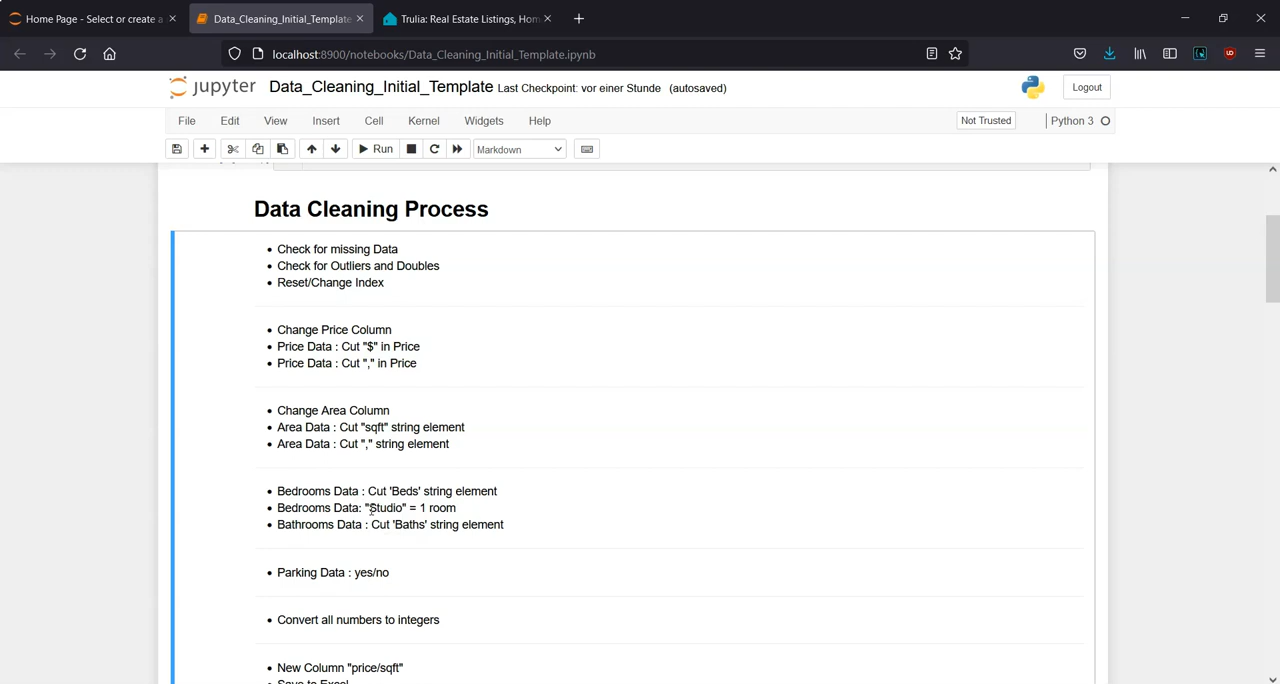 Home Page - Select or create a
Data_Cleaning_Initial_Template
Trulia: Real Estate Listings, Hom
localhost:8900/notebooks/Data_Cleaning_Initial_Template.ipynb
jupyter Data_Cleaning_Initial_Template Last Checkpoint: vor einer Stunde (autosaved)
Logout
File Edit View Insert Cell Kernel Widgets Help
Not Trusted
Python 3
Run
Markdown
Data Cleaning Process
• Check for missing Data
• Check for Outliers and Doubles
• Reset/Change Index
• Change Price Column
• Price Data : Cut "$" in Price
• Price Data : Cut "," in Price
• Change Area Column
• Area Data : Cut "sqft" string element
• Area Data : Cut "," string element
• Bedrooms Data : Cut 'Beds' string element
• Bedrooms Data: "Studio" = 1 room
• Bathrooms Data : Cut 'Baths' string element
• Parking Data : yes/no
• Convert all numbers to integers
• New Column "price/sqft"
• Save to Excel